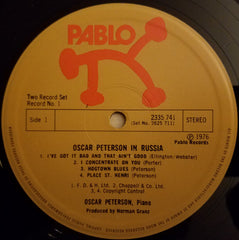 PABLO
Two Record Set
Record No. 1
2335 741
(Set No. 2625 711)
Side 1
STEREO
℗ 1976
Pablo Records
OSCAR PETERSON IN RUSSIA
1. I'VE GOT IT BAD AND THAT AIN'T GOOD (Ellington/Webster)
2. I CONCENTRATE ON YOU (Porter)
3. HOGTOWN BLUES (Peterson)
4. PLACE ST. HENRI (Peterson)
1. F. D. & H. Ltd. 2. Chappell & Co. Ltd.
3. 4. Copyright Control
OSCAR PETERSON, Piano
Produced by Norman Granz